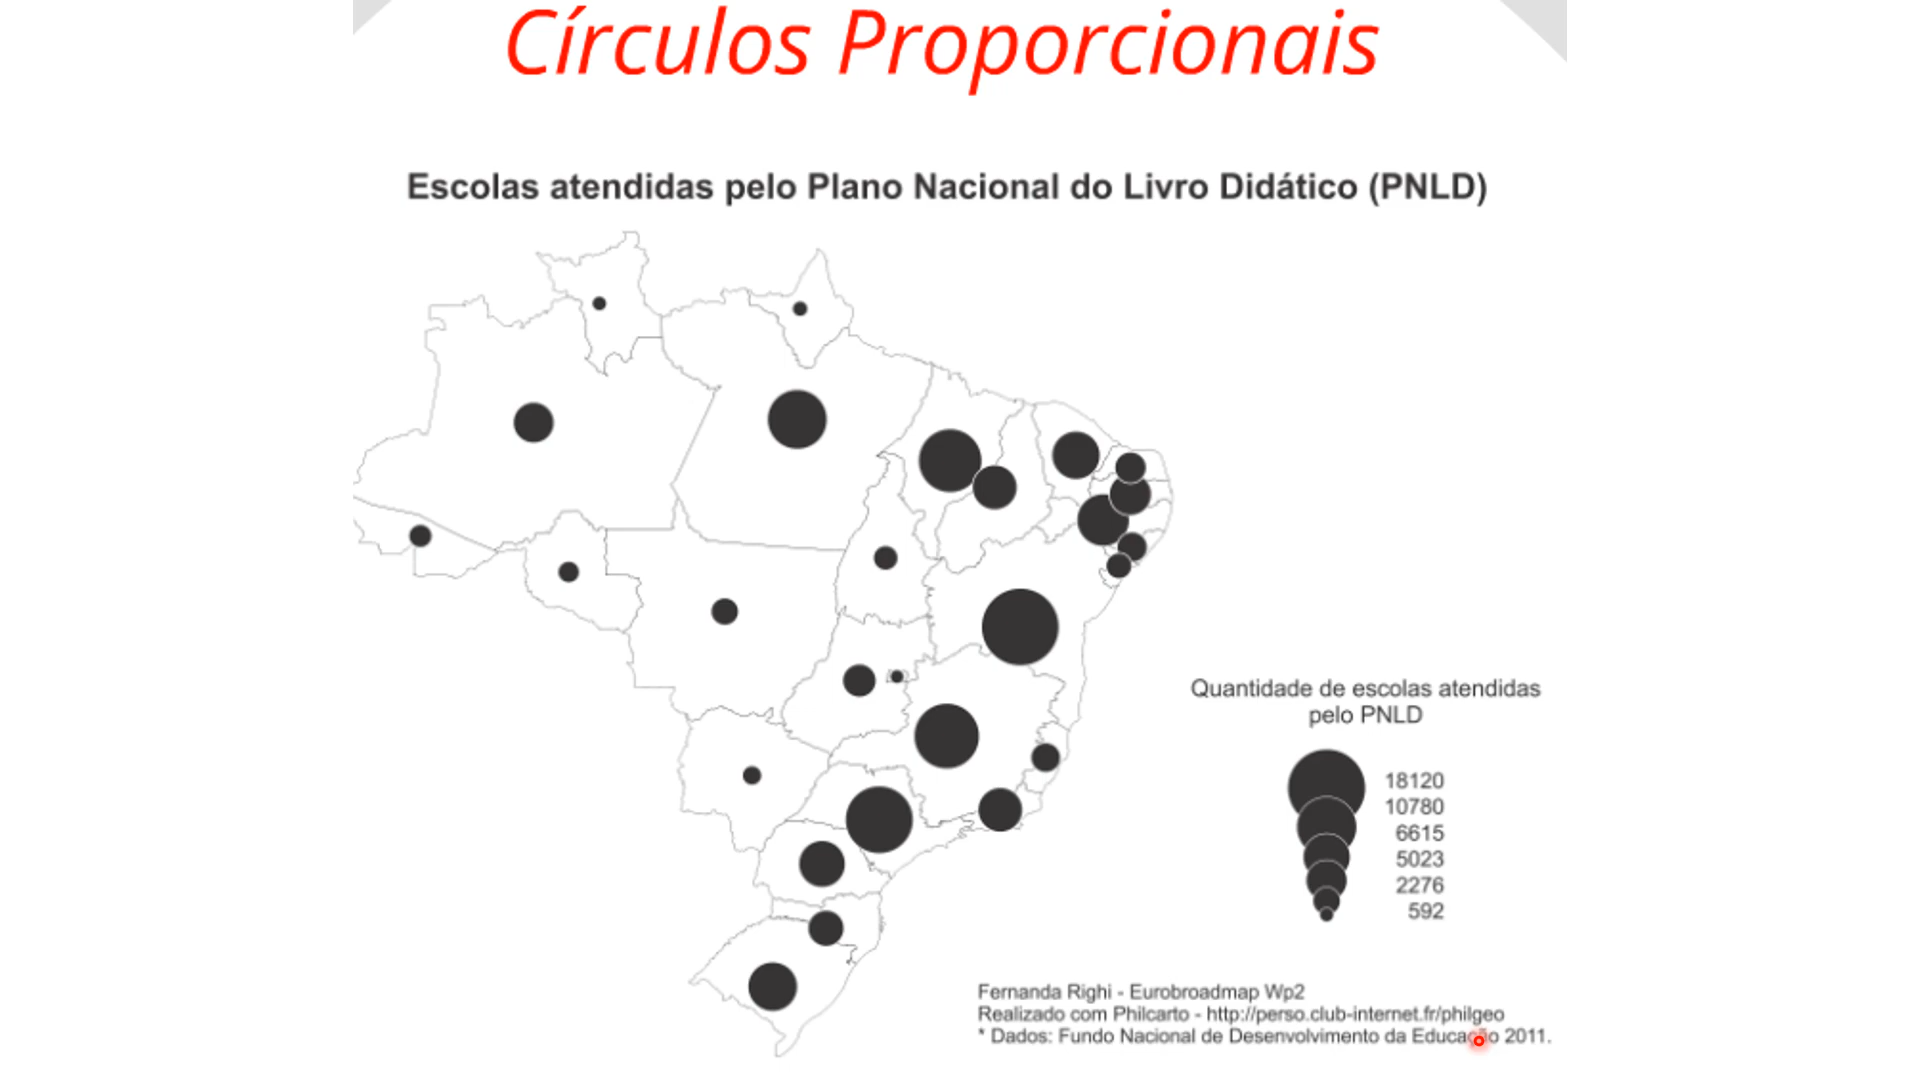 Círculos Proporcionais
Escolas atendidas pelo Plano Nacional do Livro Didático (PNLD)
Quantidade de escolas atendidas
pelo PNLD
18120
10780
6615
5023
2276
592
Fernanda Righi - Eurobroadmap Wp2
Realizado com Philcarto - http://perso.club-internet.fr/philgeo
* Dados: Fundo Nacional de Desenvolvimento da Educação 2011.